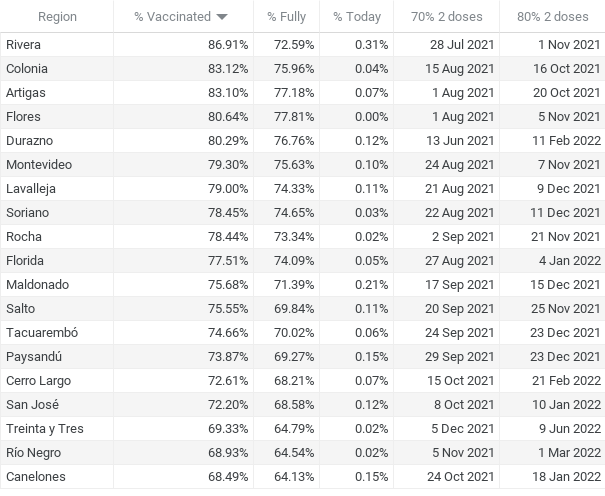 Region % Vaccinated % Fully % Today 70% 2 doses 80% 2 doses
Rivera 86.91% 72.59% 0.31% 28 Jul 2021 1 Nov 2021
Colonia 83.12% 75.96% 0.04% 15 Aug 2021 16 Oct 2021
Artigas 83.10% 77.18% 0.07% 1 Aug 2021 20 Oct 2021
Flores 80.64% 77.81% 0.00% 1 Aug 2021 5 Nov 2021
Durazno 80.29% 76.76% 0.12% 13 Jun 2021 11 Feb 2022
Montevideo 79.30% 75.63% 0.10% 24 Aug 2021 7 Nov 2021
Lavalleja 79.00% 74.33% 0.11% 21 Aug 2021 9 Dec 2021
Soriano 78.45% 74.65% 0.03% 22 Aug 2021 11 Dec 2021
Rocha 78.44% 73.34% 0.02% 2 Sep 2021 21 Nov 2021
Florida 77.51% 74.09% 0.05% 27 Aug 2021 4 Jan 2022
Maldonado 75.68% 71.39% 0.21% 17 Sep 2021 15 Dec 2021
Salto 75.55% 69.84% 0.11% 20 Sep 2021 25 Nov 2021
Tacuarembó 74.66% 70.02% 0.06% 24 Sep 2021 23 Dec 2021
Paysandú 73.87% 69.27% 0.15% 29 Sep 2021 23 Dec 2021
Cerro Largo 72.61% 68.21% 0.07% 15 Oct 2021 21 Feb 2022
San José 72.20% 68.58% 0.12% 8 Oct 2021 10 Jan 2022
Treinta y Tres 69.33% 64.79% 0.02% 5 Dec 2021 9 Jun 2022
Río Negro 68.93% 64.54% 0.02% 5 Nov 2021 1 Mar 2022
Canelones 68.49% 64.13% 0.15% 24 Oct 2021 18 Jan 2022